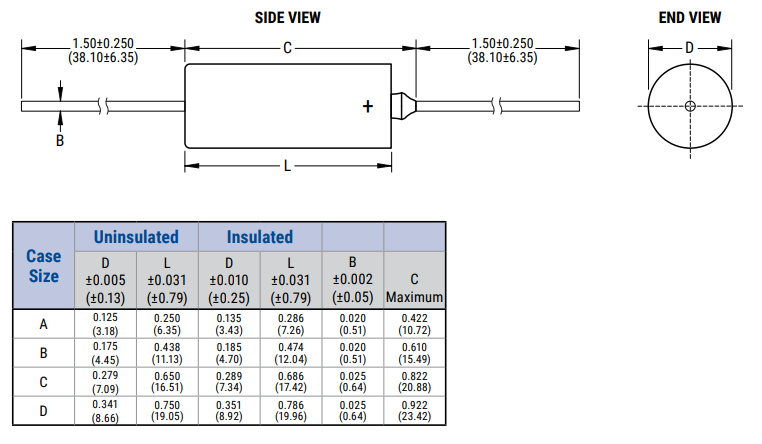 SIDE VIEW
END VIEW
1.50±0.250
(38.10±6.35)
C
1.50±0.250
(38.10±6.35)
D
+
B
L
Case Size
Uninsulated
Insulated
D ±0.005 (±0.13)
L ±0.031 (±0.79)
D ±0.010 (±0.25)
L ±0.031 (±0.79)
B ±0.002 (±0.05)
C Maximum
A 0.125 0.250 0.135 0.286 0.020 0.422
(3.18) (6.35) (3.43) (7.26) (0.51) (10.72)
B 0.175 0.438 0.185 0.474 0.020 0.610
(4.45) (11.13) (4.70) (12.04) (0.51) (15.49)
C 0.279 0.650 0.289 0.686 0.025 0.822
(7.09) (16.51) (7.34) (17.42) (0.64) (20.88)
D 0.341 0.750 0.351 0.786 0.025 0.922
(8.66) (19.05) (8.92) (19.96) (0.64) (23.42)